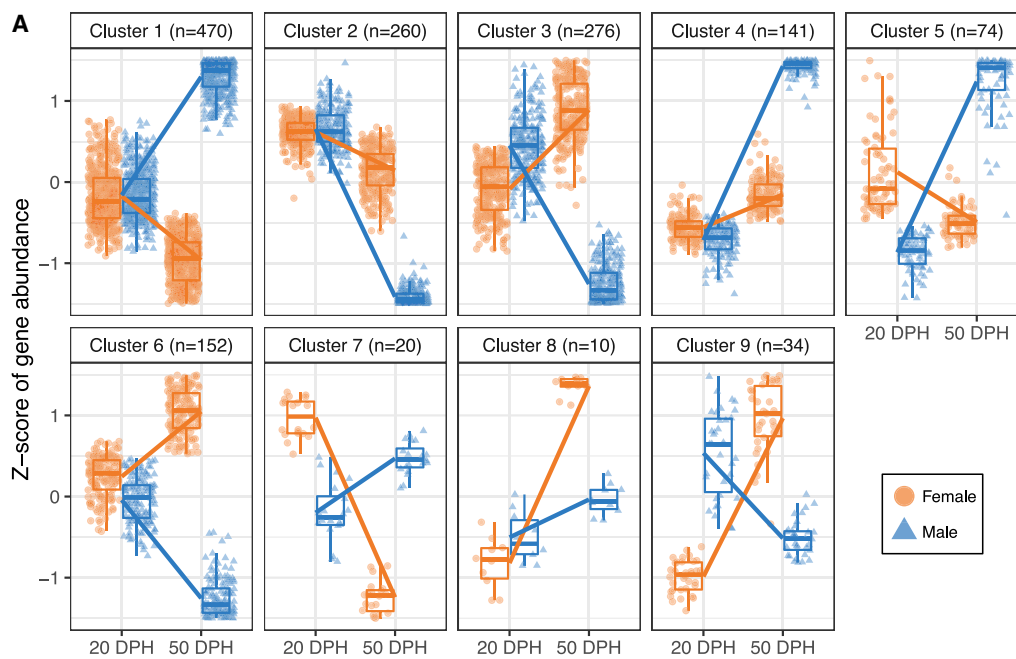 A
Cluster 1 (n=470)
Cluster 2 (n=260)
Cluster 3 (n=276)
Cluster 4 (n=141)
Cluster 5 (n=74)
Z−score of gene abundance
1
0
−1
20 DPH
50 DPH
Cluster 6 (n=152)
Cluster 7 (n=20)
Cluster 8 (n=10)
Cluster 9 (n=34)
1
0
−1
20 DPH
50 DPH
20 DPH
50 DPH
20 DPH
50 DPH
20 DPH
50 DPH
Female
Male